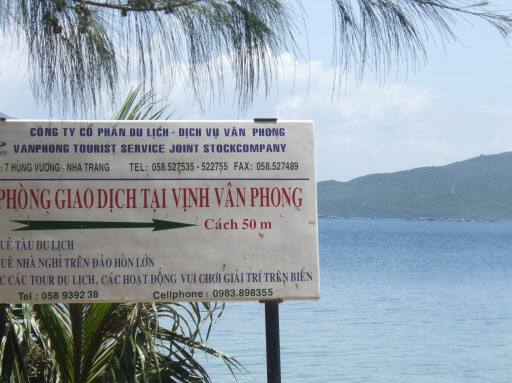 CÔNG TY CỔ PHẦN DU LỊCH - DỊCH VỤ VÂN PHONG
VANPHONG TOURIST SERVICE JOINT STOCKCOMPANY
: 7 HÙNG VƯƠNG - NHA TRANG TEL: 058.527535 - 522755 FAX: 058.527489
PHÒNG GIAO DỊCH TẠI VỊNH VÂN PHONG
Cách 50 m
UÊ TÀU DU LỊCH
UÊ NHÀ NGHỈ TRÊN ĐẢO HÒN LỚN
C CÁC TOUR DU LỊCH, CÁC HOẠT ĐỘNG VUI CHƠI GIẢI TRÍ TRÊN BIỂN
Tel : 058 939238 Cellphone : 0983.898355